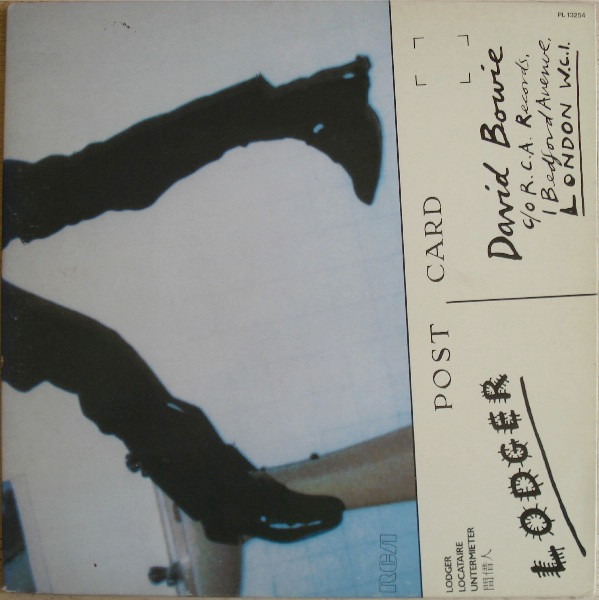 PL 13254
David Bowie
c/o R.C.A. Records,
1 Bedford Avenue,
LONDON W.C.1.
POST CARD
LODGER
LODGER
LOCATAIRE
UNTERMIETER
間借人
RCA